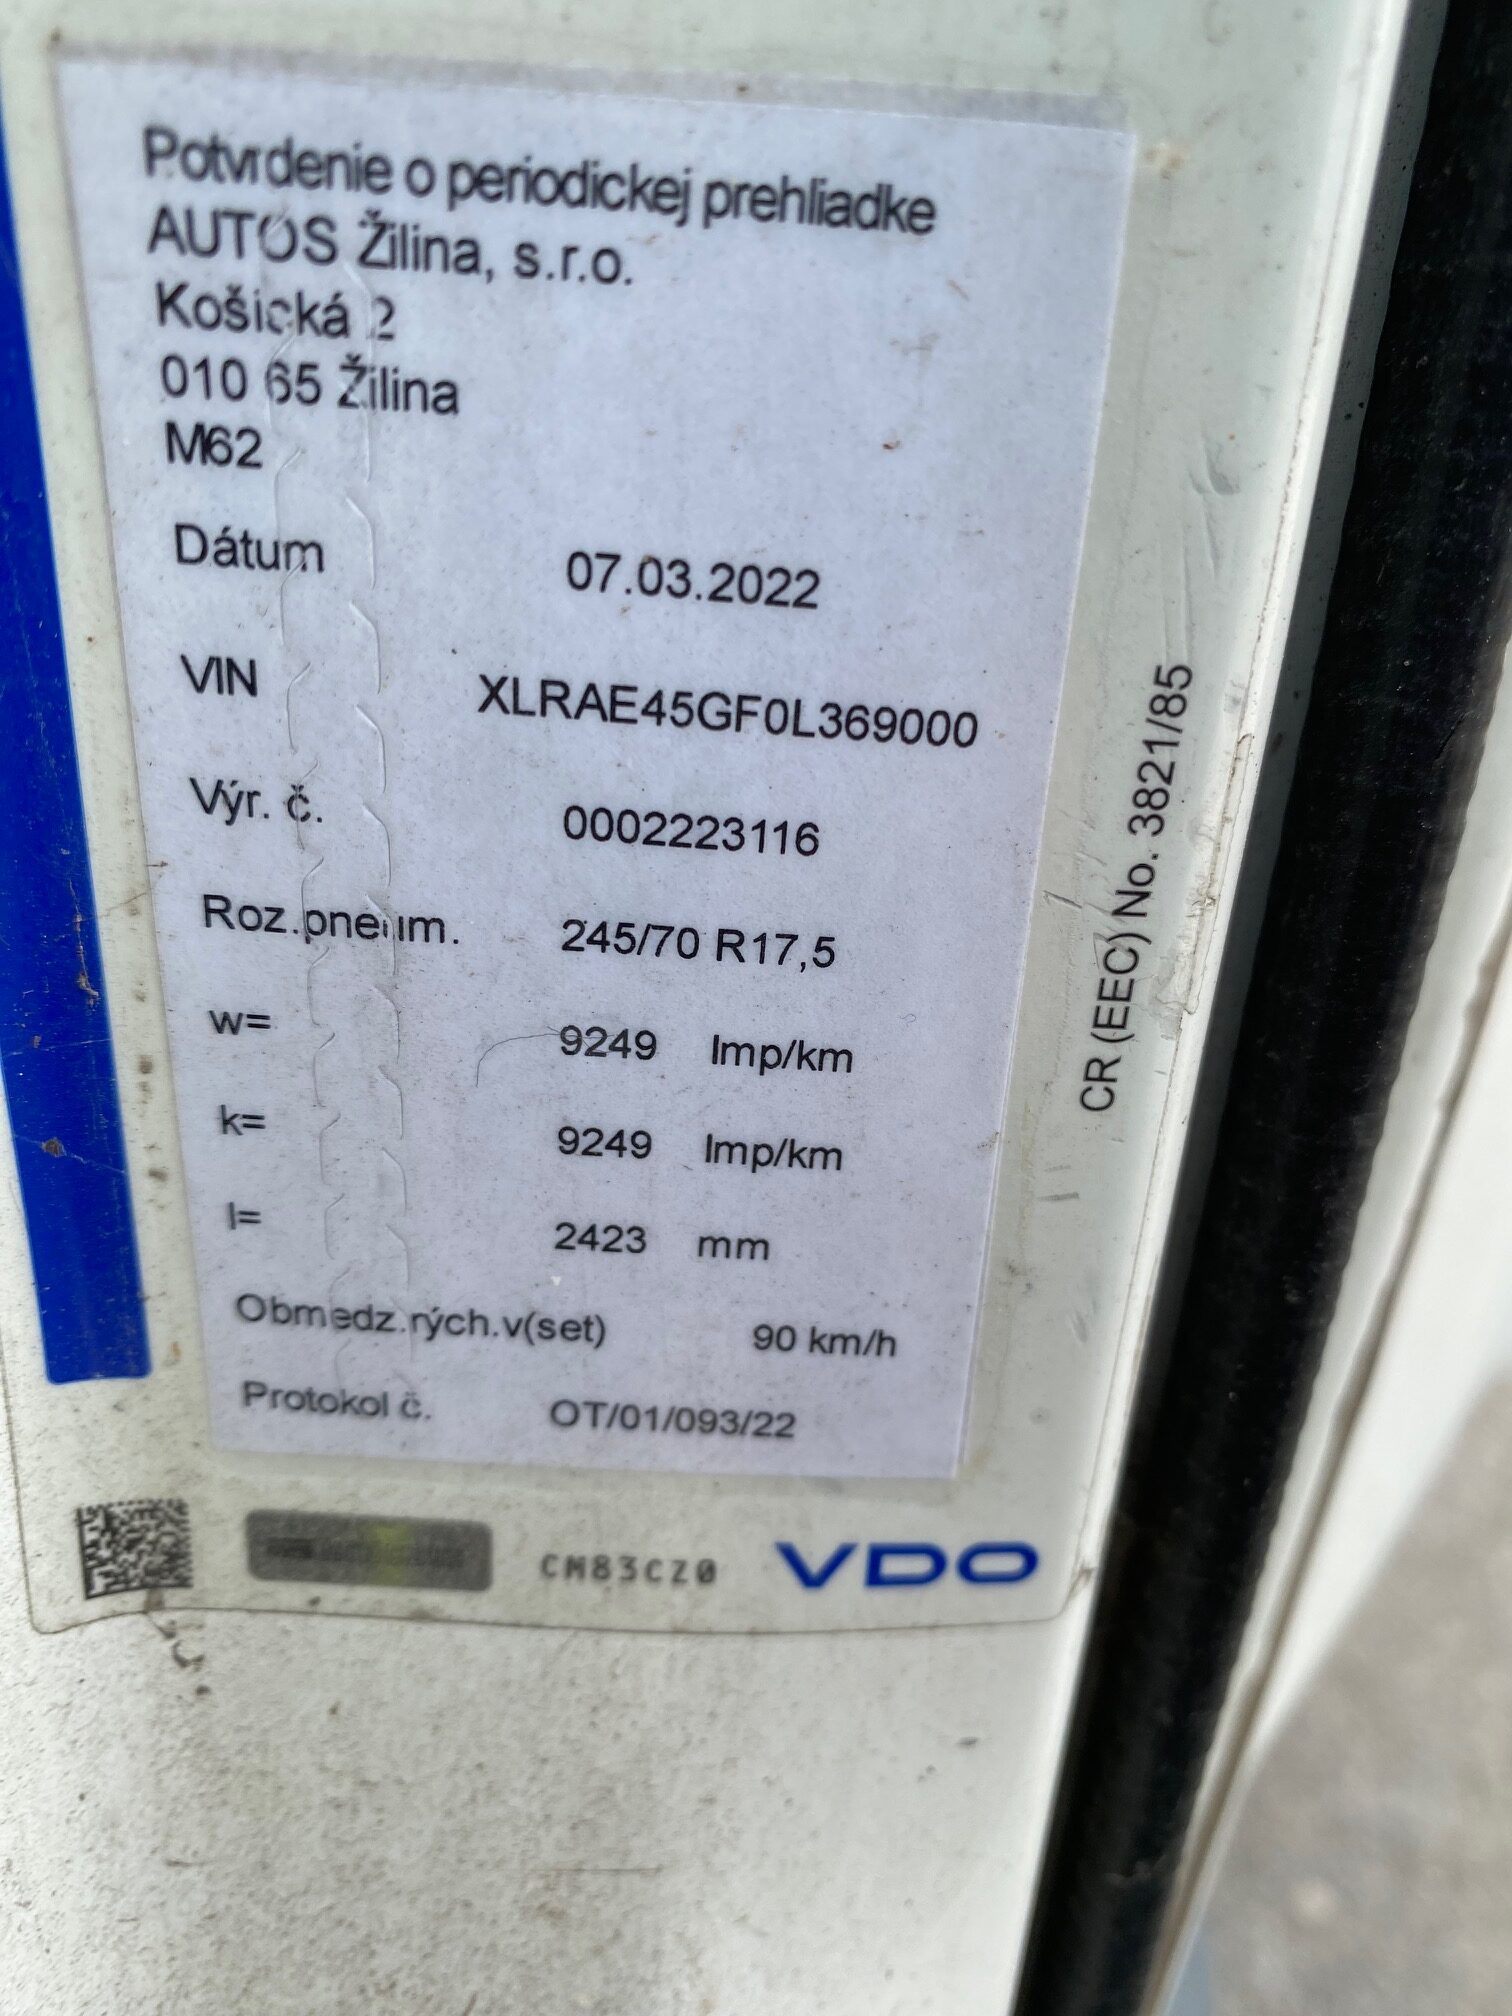 Potvrdenie o periodickej prehliadke
AUTOS Žilina, s.r.o.
Košická 2
010 65 Žilina
M62
Dátum 07.03.2022
VIN XLRAE45GF0L369000
Výr. č. 0002223116
Roz.pneum. 245/70 R17,5
w= 9249 Imp/km
k= 9249 Imp/km
l= 2423 mm
Obmedz.rých.v(set) 90 km/h
Protokol č. OT/01/093/22
CM83CZ0 VDO
CR (EEC) No. 3821/85